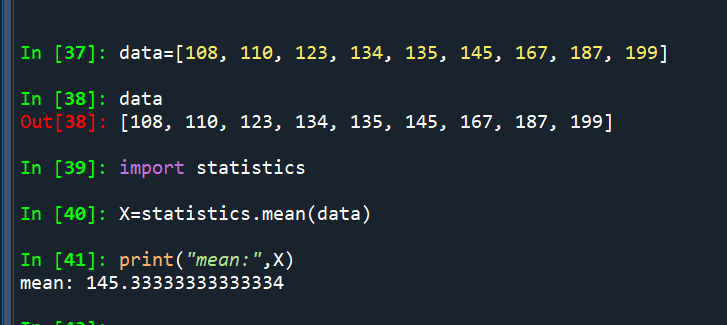 In [37]: data=[108, 110, 123, 134, 135, 145, 167, 187, 199]
In [38]: data
Out[38]: [108, 110, 123, 134, 135, 145, 167, 187, 199]
In [39]: import statistics
In [40]: X=statistics.mean(data)
In [41]: print("mean:",X)
mean: 145.33333333333334